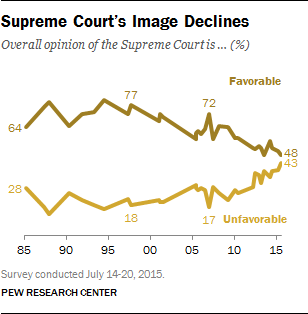 Supreme Court's Image Declines
Overall opinion of the Supreme Court is ... (%)
Favorable
77
72
64
48
43
28
18
17 Unfavorable
85 90 95 00 05 10 15
Survey conducted July 14-20, 2015.
PEW RESEARCH CENTER